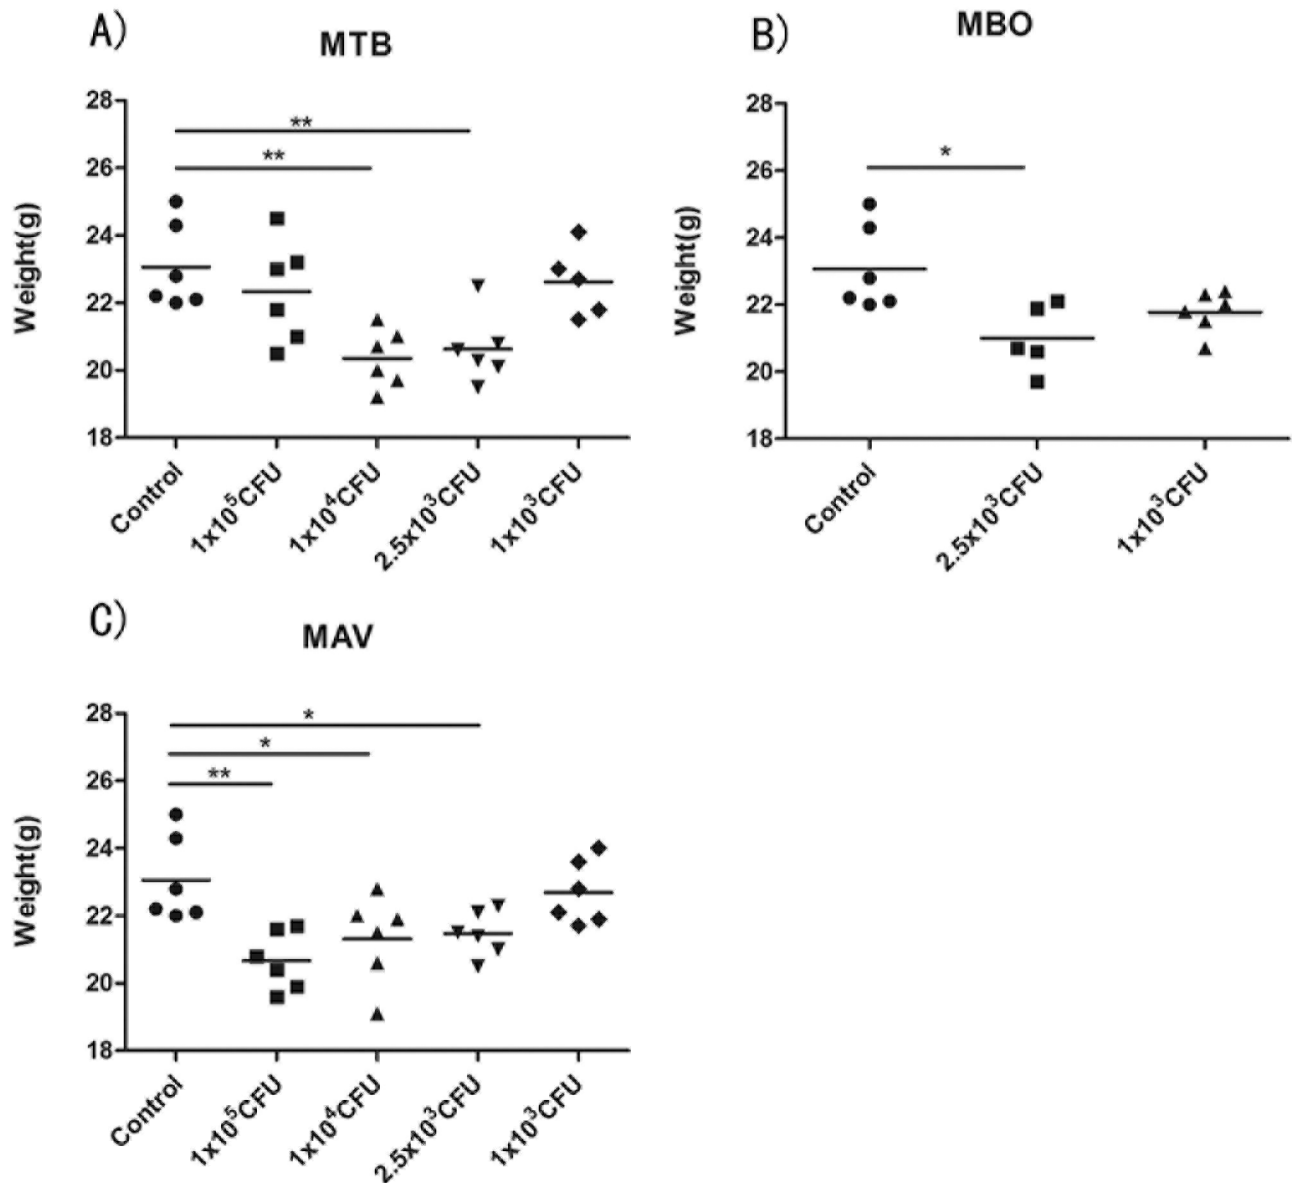 A)
MTB
28
26
24
22
20
18
Weight(g)
**
**
Control
1x10⁵CFU
1x10⁴CFU
2.5x10³CFU
1x10³CFU
B)
MBO
28
26
24
22
20
18
Weight(g)
*
Control
2.5x10³CFU
1x10³CFU
C)
MAV
28
26
24
22
20
18
Weight(g)
*
*
**
Control
1x10⁵CFU
1x10⁴CFU
2.5x10³CFU
1x10³CFU